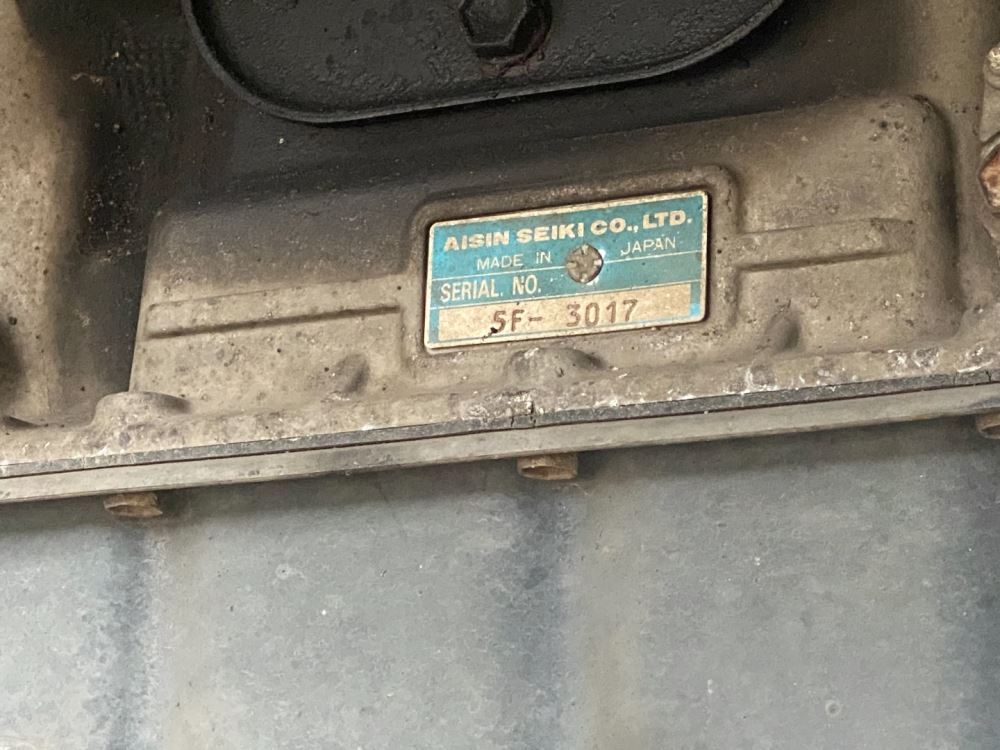 AISIN SEIKI CO., LTD.
MADE IN JAPAN
SERIAL. NO.
5F- 3017